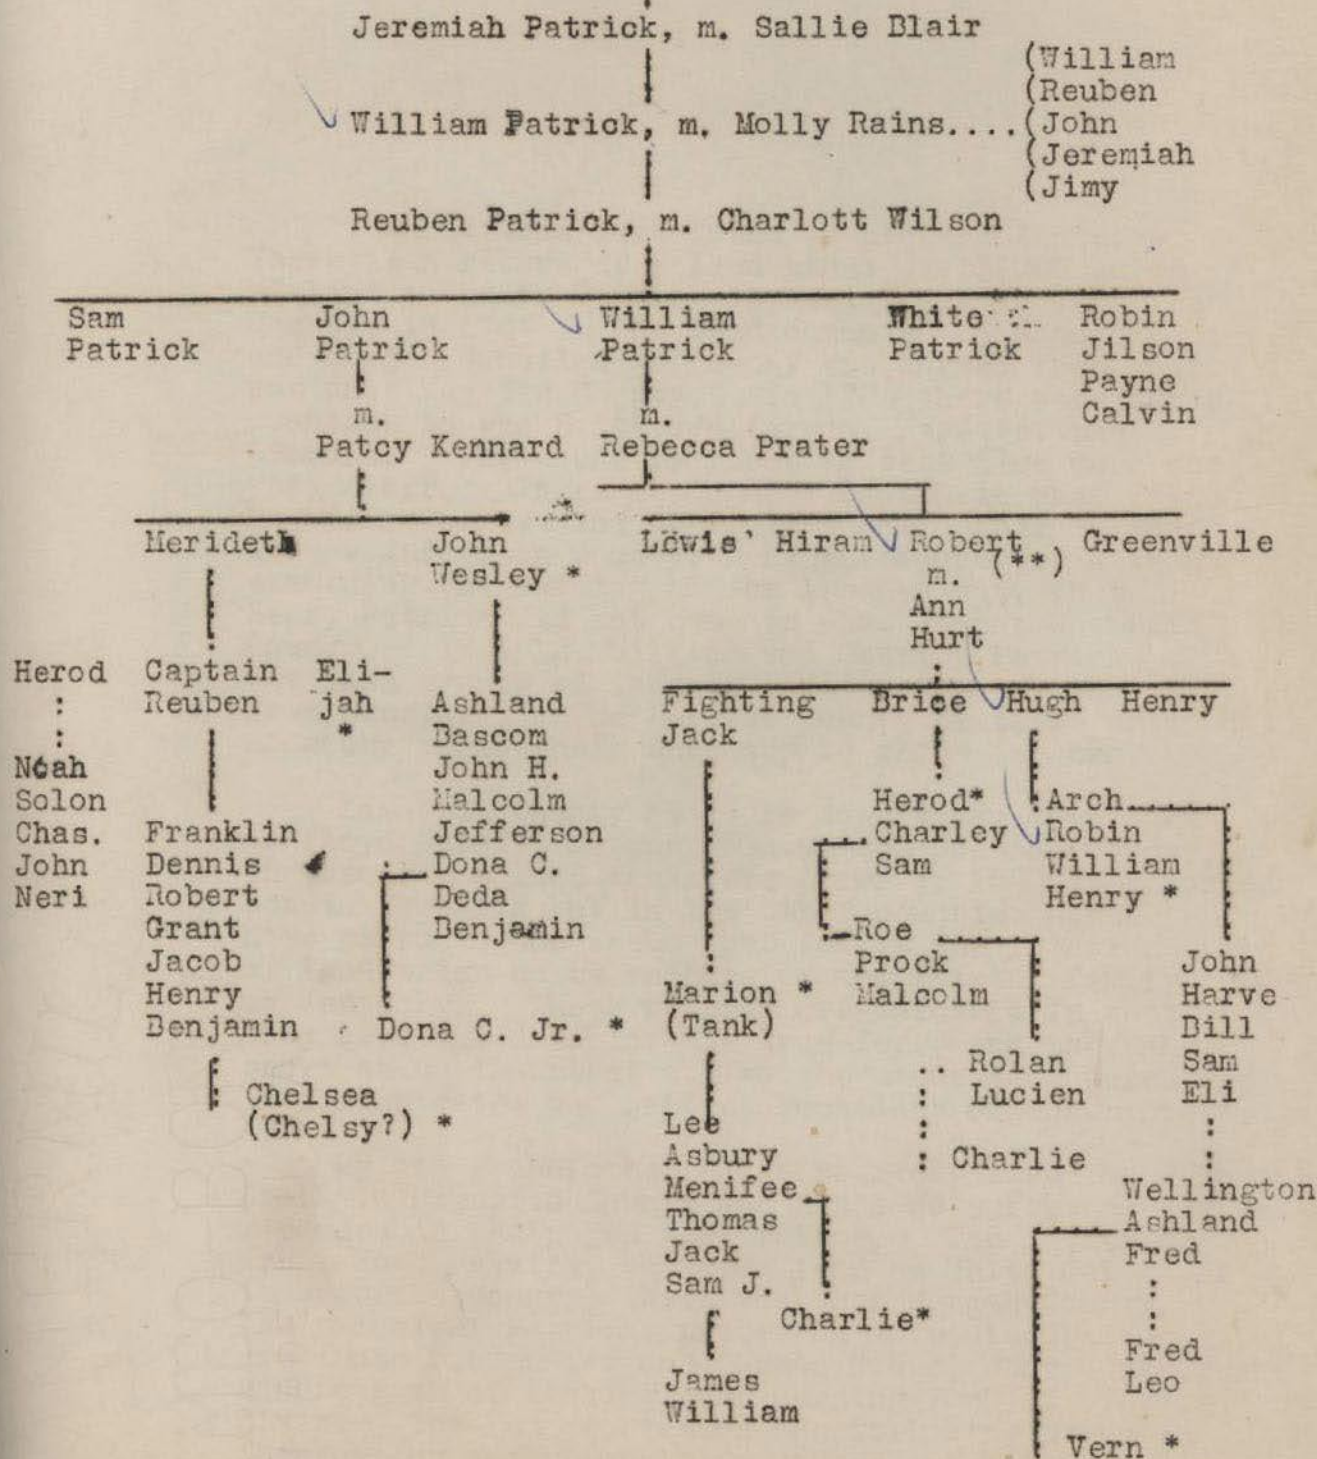 Jeremiah Patrick, m. Sallie Blair
(William
(Reuben
William Patrick, m. Molly Rains....(John
(Jeremiah
(Jimy
Reuben Patrick, m. Charlott Wilson
Sam John William White Robin
Patrick Patrick Patrick Patrick Jilson
Payne
m. m. Calvin
Patcy Kennard Rebecca Prater
Merideth John Lewis' Hiram Robert (**) Greenville
Wesley * m.
Ann
Hurt
Herod Captain Eli-
: Reuben jah Ashland Fighting Brice Hugh Henry
: * Bascom Jack
Noah John H.
Solon Malcolm Herod* Arch
Chas. Franklin Jefferson Charley Robin
John Dennis Dona C. Sam William
Neri Robert Deda Henry *
Grant Benjamin Roe
Jacob Prock John
Henry Marion * Malcolm Harve
Benjamin Dona C. Jr. * (Tank) Bill
.. Rolan Sam
Chelsea : Lucien Eli
(Chelsy?) * Lee : :
Asbury : Charlie :
Menifee Wellington
Thomas Ashland
Jack Fred
Sam J. :
Charlie* :
Fred
James Leo
William
Vern *